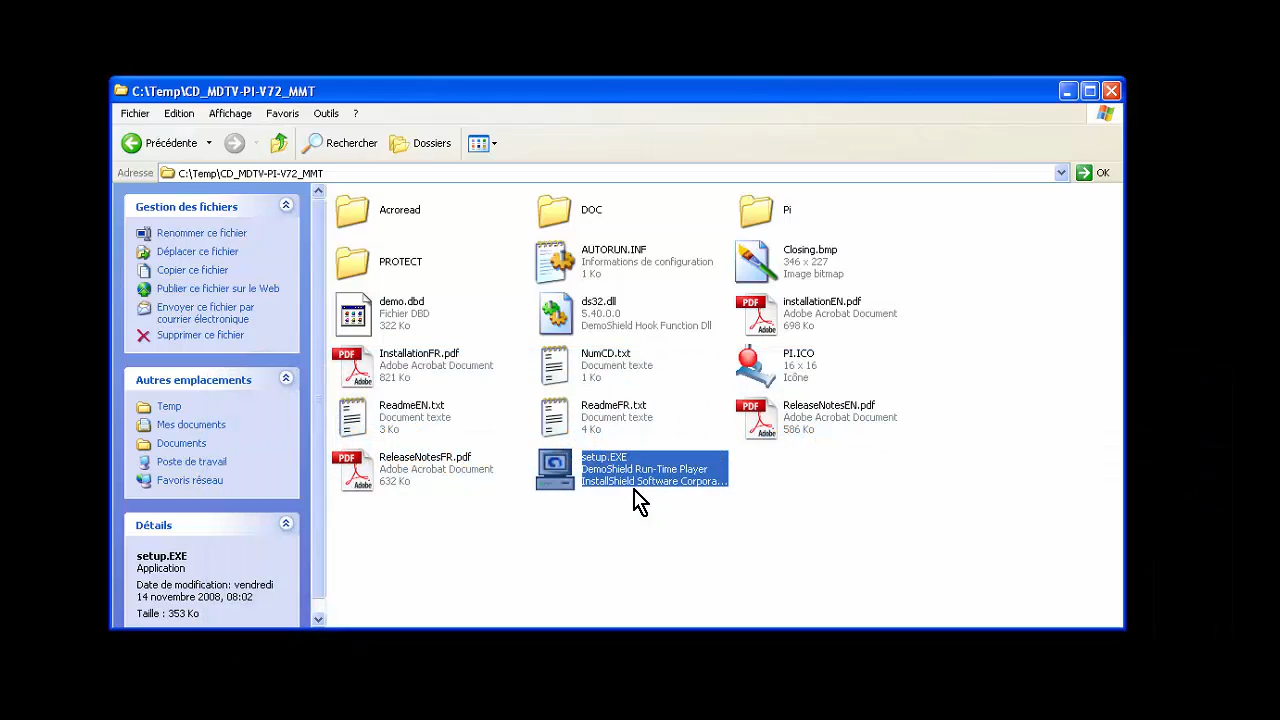 C:\Temp\CD_MDTV-PI-V72_MMT
Fichier Edition Affichage Favoris Outils ?
Précédente Rechercher Dossiers
Adresse C:\Temp\CD_MDTV-PI-V72_MMT OK
Gestion des fichiers
Renommer ce fichier
Déplacer ce fichier
Copier ce fichier
Publier ce fichier sur le Web
Envoyer ce fichier par
courrier électronique
Supprimer ce fichier
Autres emplacements
Temp
Mes documents
Documents
Poste de travail
Favoris réseau
Détails
setup.EXE
Application
Date de modification: vendredi
14 novembre 2008, 08:02
Taille : 353 Ko
Acroread
DOC
Pi
PROTECT
AUTORUN.INF
Informations de configuration
1 Ko
Closing.bmp
346 x 227
Image bitmap
demo.dbd
Fichier DBD
322 Ko
ds32.dll
5.40.0.0
DemoShield Hook Function Dll
PDF
Adobe
installationEN.pdf
Adobe Acrobat Document
698 Ko
PDF
Adobe
InstallationFR.pdf
Adobe Acrobat Document
821 Ko
NumCD.txt
Document texte
1 Ko
PI.ICO
16 x 16
Icône
ReadmeEN.txt
Document texte
3 Ko
ReadmeFR.txt
Document texte
4 Ko
PDF
Adobe
ReleaseNotesEN.pdf
Adobe Acrobat Document
586 Ko
PDF
Adobe
ReleaseNotesFR.pdf
Adobe Acrobat Document
632 Ko
setup.EXE
DemoShield Run-Time Player
InstallShield Software Corpora...